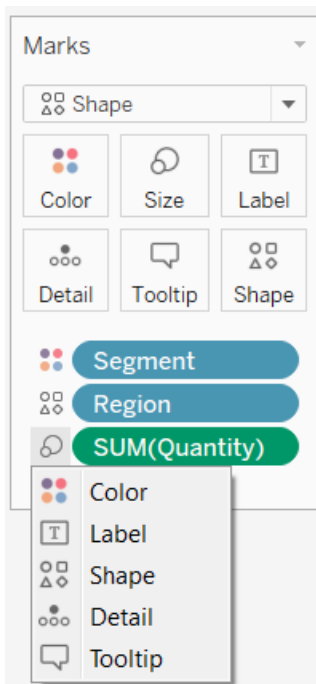 Marks
Shape
Color Size T Label
Detail Tooltip Shape
Segment
Region
SUM(Quantity)
Color
T Label
Shape
Detail
Tooltip